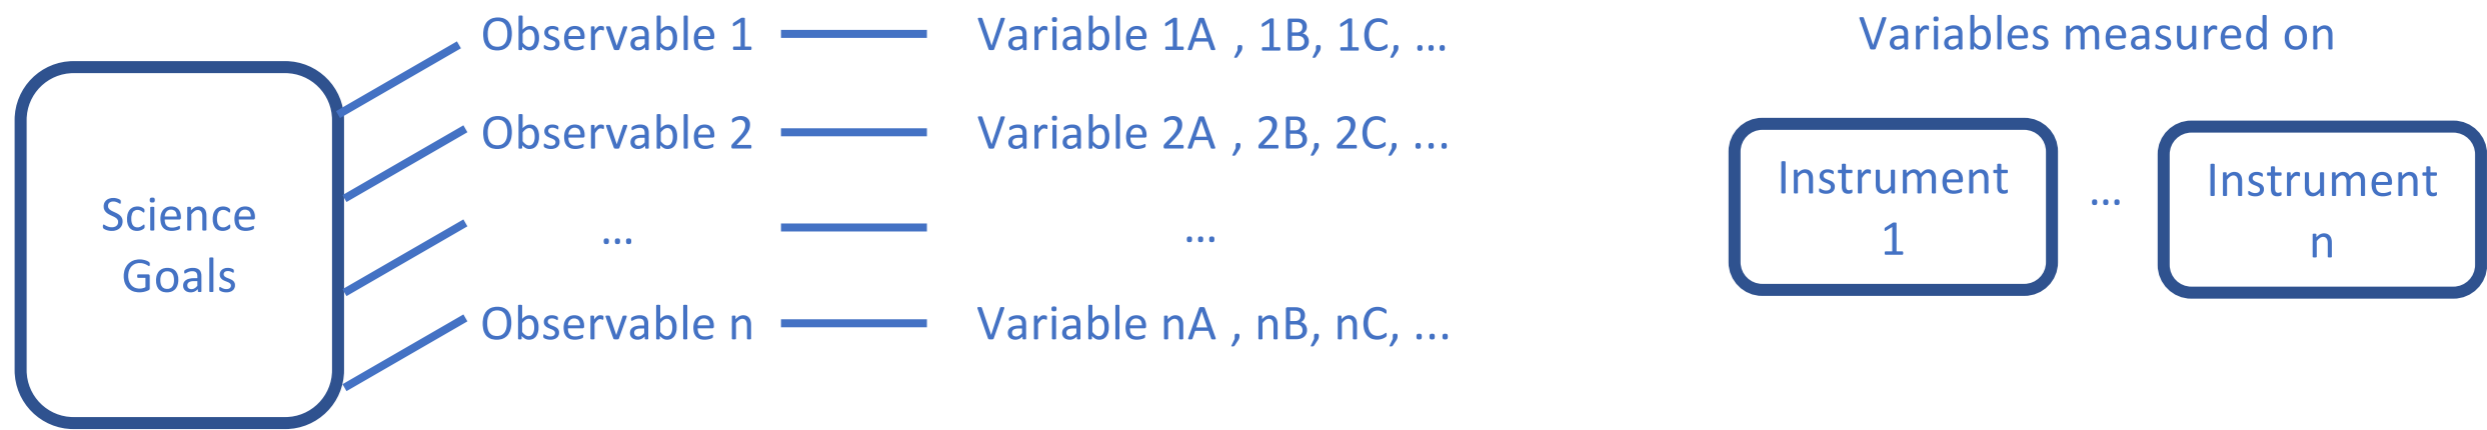 Science
Goals
Observable 1
Variable 1A , 1B, 1C, ...
Observable 2
Variable 2A , 2B, 2C, ...
...
...
Observable n
Variable nA , nB, nC, ...
Variables measured on
Instrument
1
...
Instrument
n